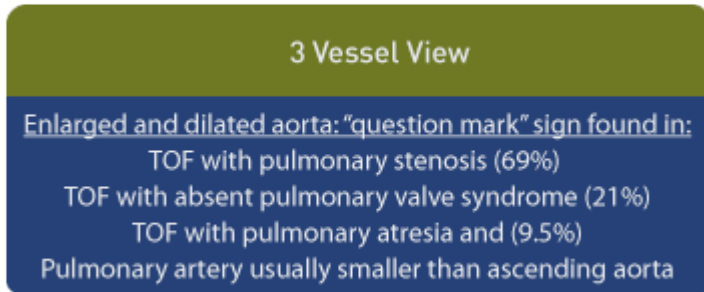 3 Vessel View
Enlarged and dilated aorta: “question mark” sign found in:
TOF with pulmonary stenosis (69%)
TOF with absent pulmonary valve syndrome (21%)
TOF with pulmonary atresia and (9.5%)
Pulmonary artery usually smaller than ascending aorta